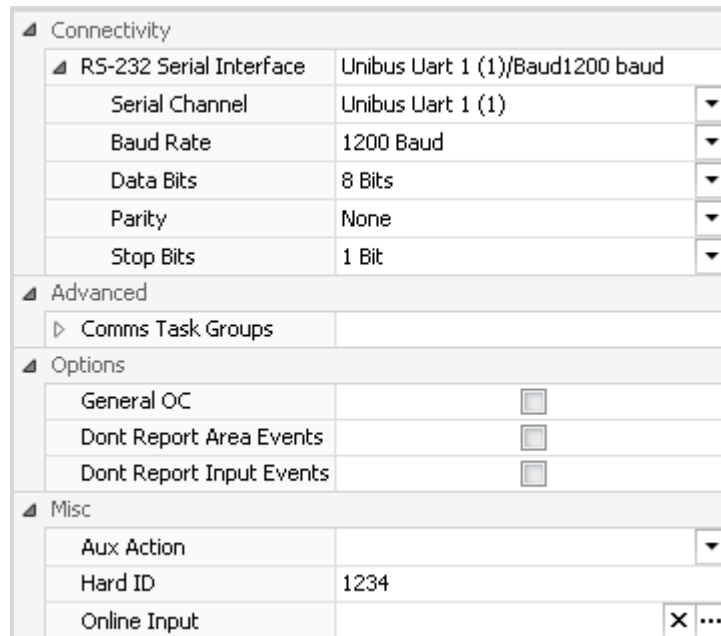 Connectivity
RS-232 Serial Interface Unibus Uart 1 (1)/Baud1200 baud
Serial Channel Unibus Uart 1 (1)
Baud Rate 1200 Baud
Data Bits 8 Bits
Parity None
Stop Bits 1 Bit
Advanced
Comms Task Groups
Options
General OC
Dont Report Area Events
Dont Report Input Events
Misc
Aux Action
Hard ID 1234
Online Input